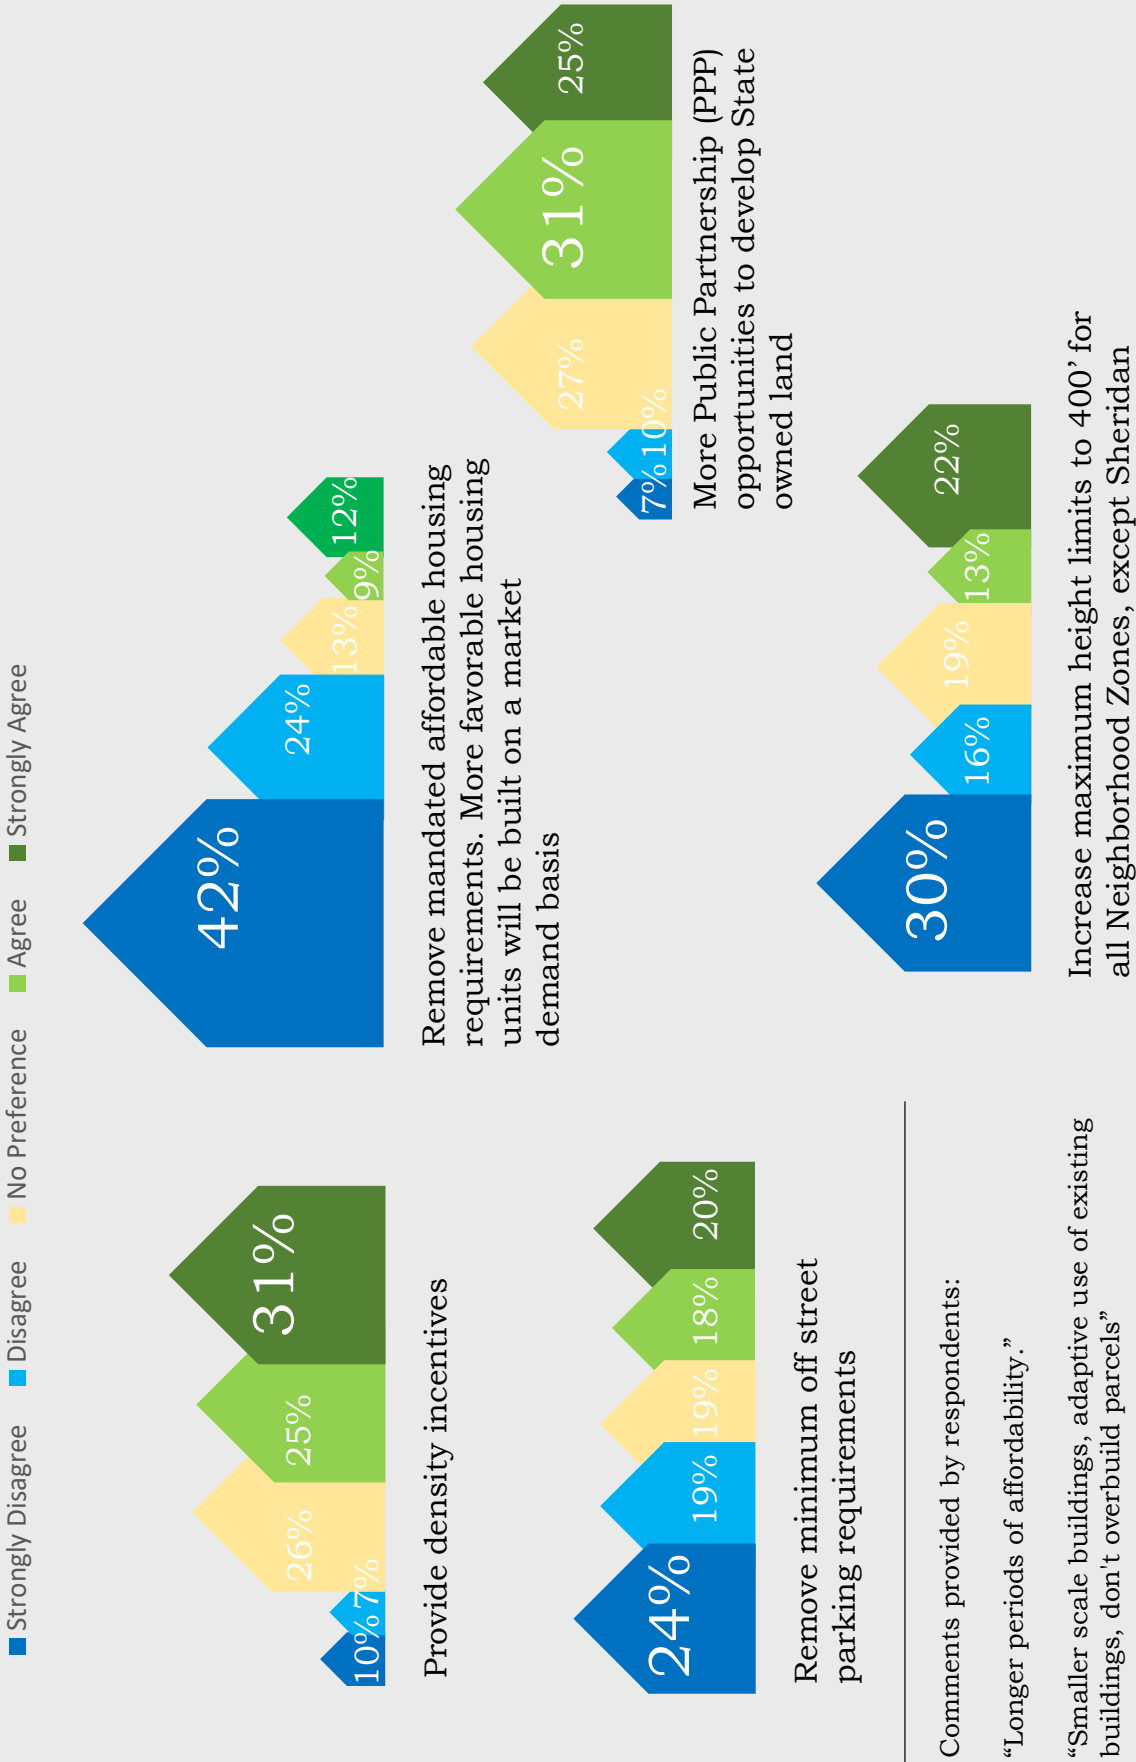 Strongly Disagree
Disagree
No Preference
Agree
Strongly Agree
10%
7%
26%
25%
31%
Provide density incentives
42%
24%
13%
9%
12%
Remove mandated affordable housing
requirements. More favorable housing
units will be built on a market
demand basis
24%
19%
19%
18%
20%
Remove minimum off street
parking requirements
7%
10%
27%
31%
25%
More Public Partnership (PPP)
opportunities to develop State
owned land
30%
16%
19%
13%
22%
Increase maximum height limits to 400’ for
all Neighborhood Zones, except Sheridan
Comments provided by respondents:
“Longer periods of affordability.”
“Smaller scale buildings, adaptive use of existing
buildings, don't overbuild parcels”